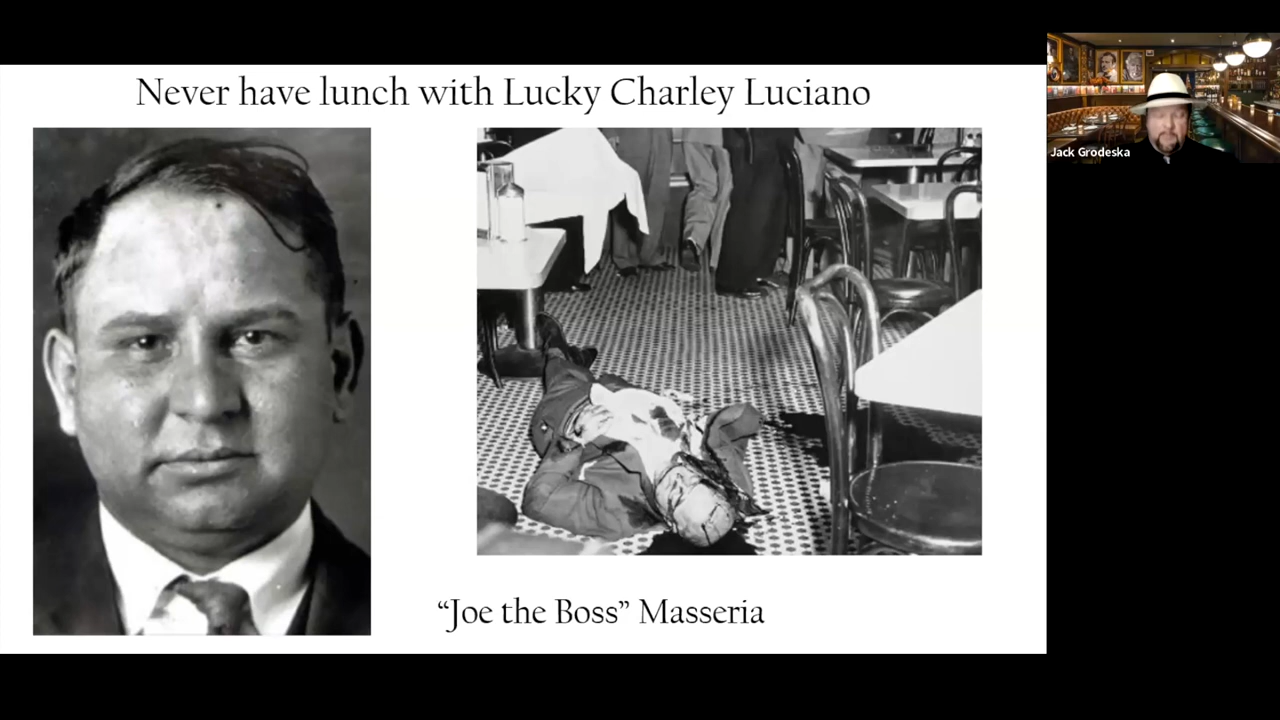 Never have lunch with Lucky Charley Luciano
Jack Grodeska
“Joe the Boss” Masseria